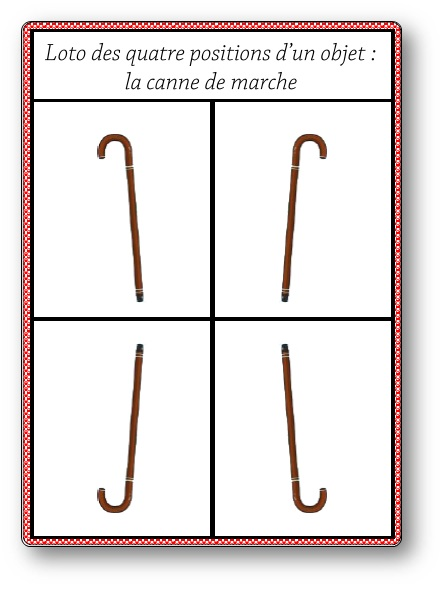 Loto des quatre positions d’un objet :
la canne de marche